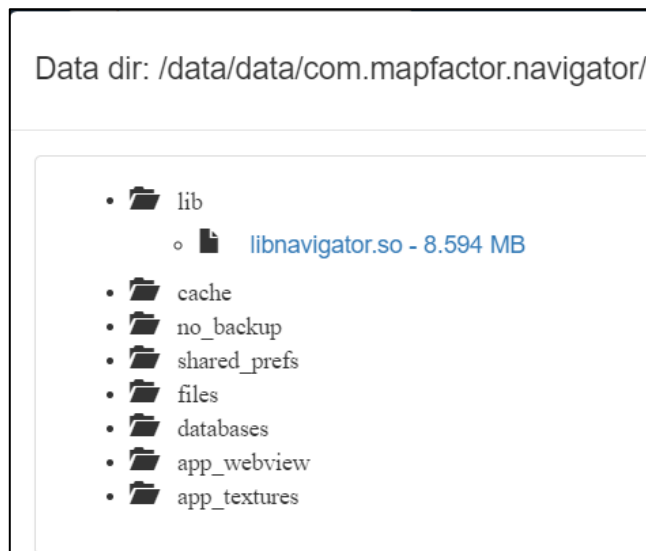 Data dir: /data/data/com.mapfactor.navigator/
lib
libnavigator.so - 8.594 MB
cache
no_backup
shared_prefs
files
databases
app_webview
app_textures